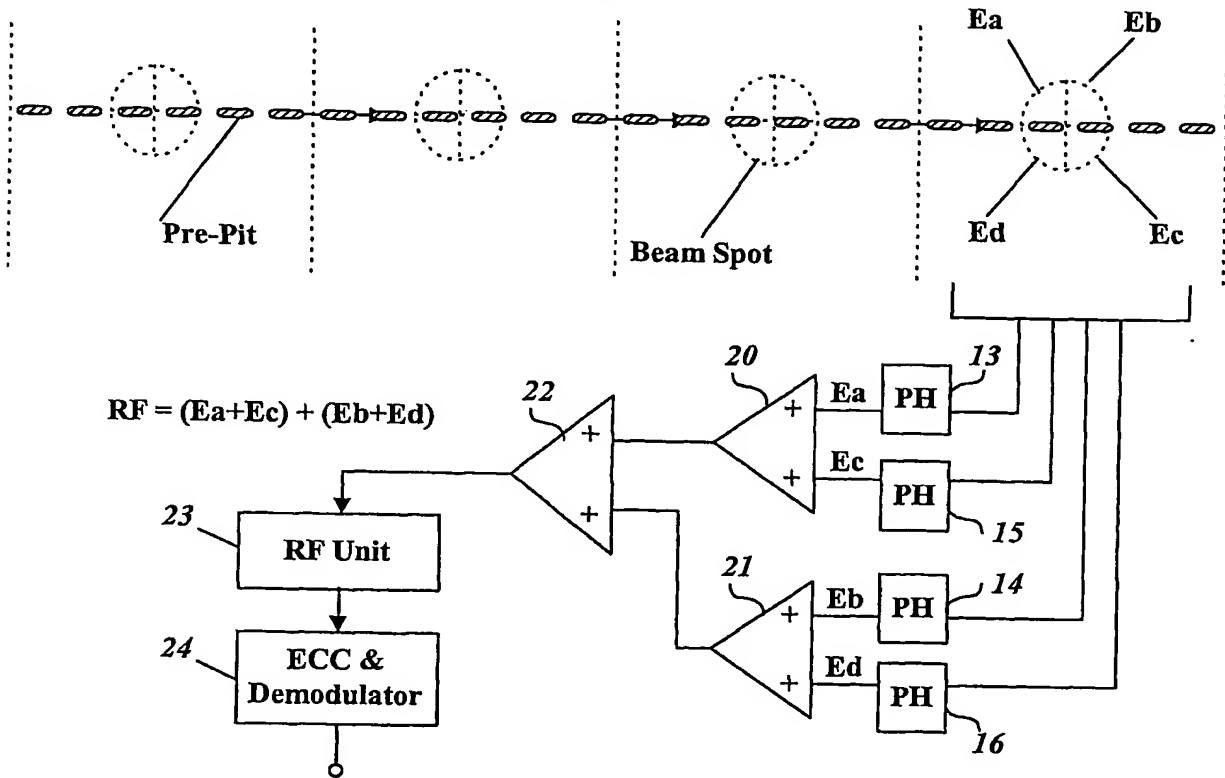 Ea
Eb
Pre-Pit
Beam Spot
Ed
Ec
RF = (Ea+Ec) + (Eb+Ed)
22
+
+
20
+
+
Ea
Ec
PH
13
PH
15
23
RF Unit
21
+
+
Eb
Ed
PH
14
PH
16
24
ECC &
Demodulator